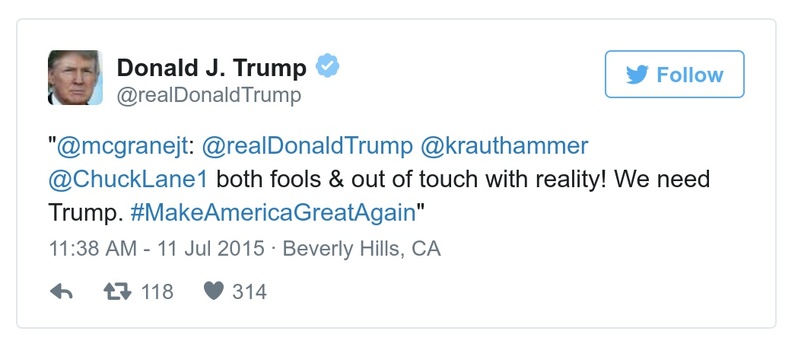 Donald J. Trump
@realDonaldTrump
Follow
"@mcgranejt: @realDonaldTrump @krauthammer
@ChuckLane1 both fools & out of touch with reality! We need
Trump. #MakeAmericaGreatAgain"
11:38 AM - 11 Jul 2015 · Beverly Hills, CA
118 314